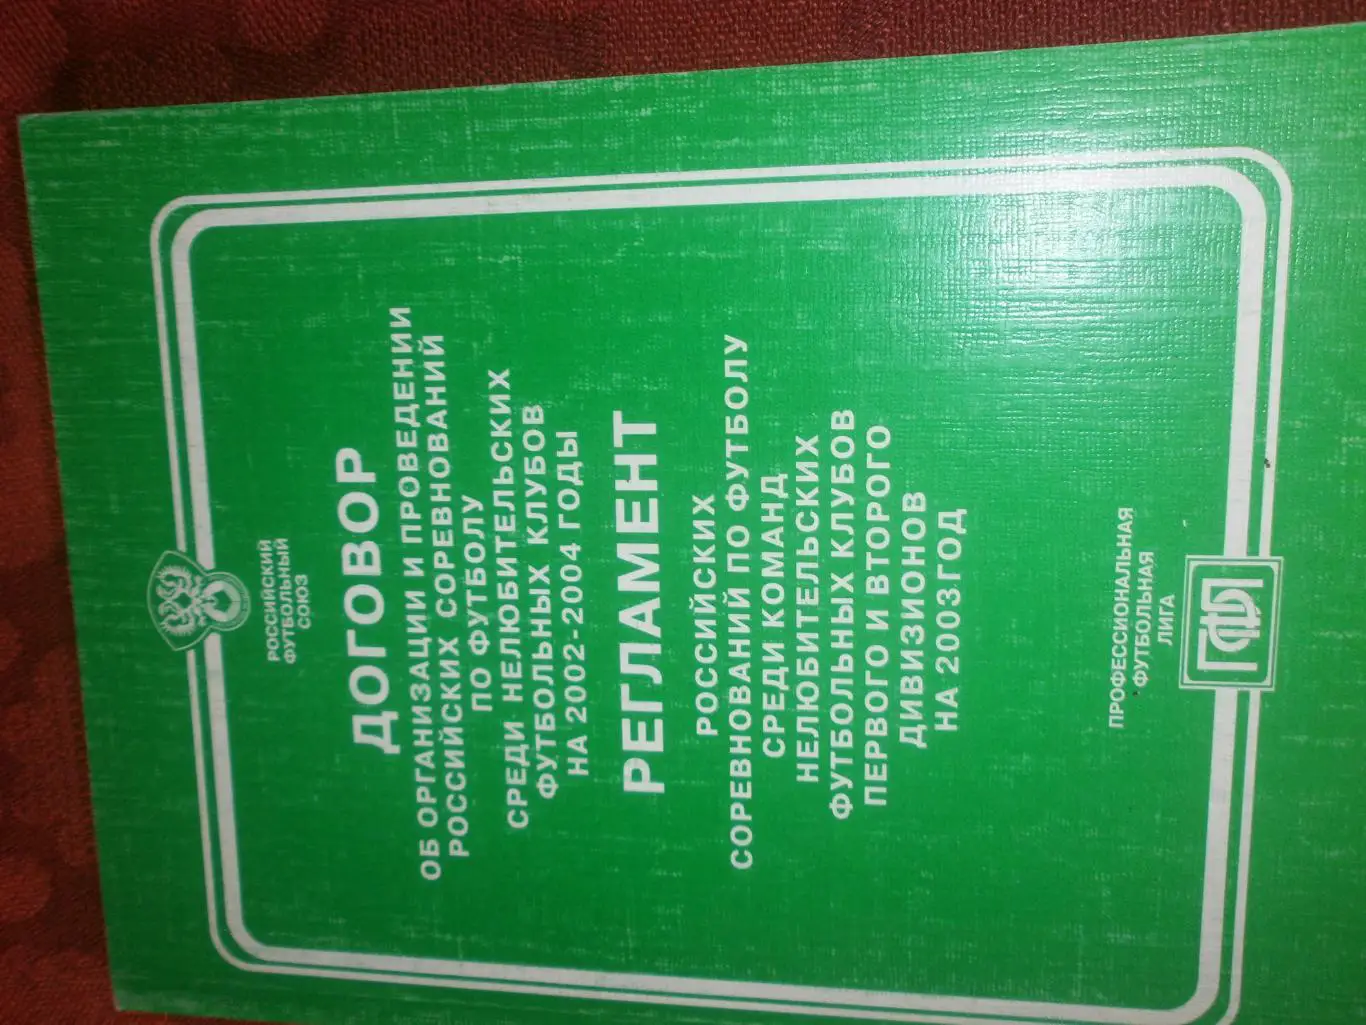 РОССИЙСКИЙ
ФУТБОЛЬНЫЙ
СОЮЗ
ДОГОВОР
ОБ ОРГАНИЗАЦИИ И ПРОВЕДЕНИИ
РОССИЙСКИХ СОРЕВНОВАНИЙ
ПО ФУТБОЛУ
СРЕДИ НЕЛЮБИТЕЛЬСКИХ
ФУТБОЛЬНЫХ КЛУБОВ
НА 2002-2004 ГОДЫ
РЕГЛАМЕНТ
РОССИЙСКИХ
СОРЕВНОВАНИЙ ПО ФУТБОЛУ
СРЕДИ КОМАНД
НЕЛЮБИТЕЛЬСКИХ
ФУТБОЛЬНЫХ КЛУБОВ
ПЕРВОГО И ВТОРОГО
ДИВИЗИОНОВ
НА 2003ГОД
ПРОФЕССИОНАЛЬНАЯ
ФУТБОЛЬНАЯ
ЛИГА
ПФЛ